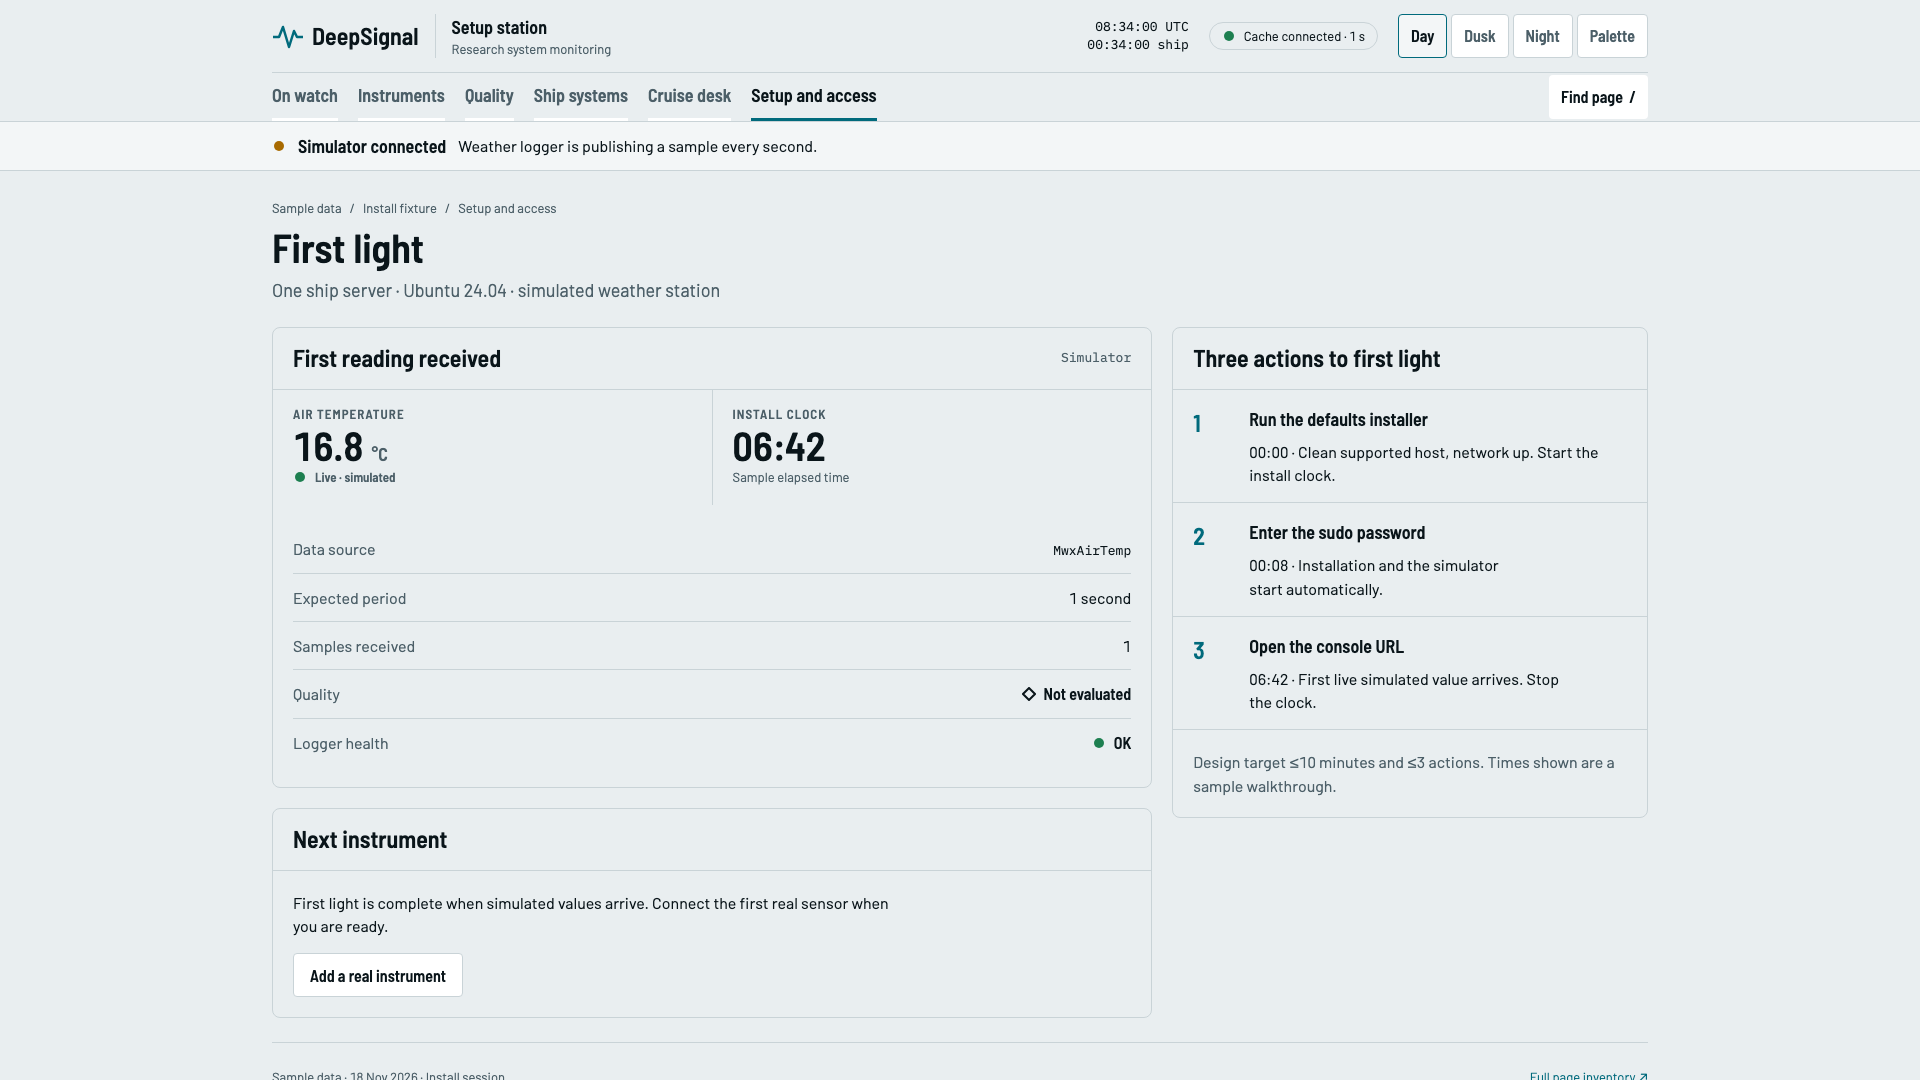 DeepSignal
Setup station
Research system monitoring
08:34:00 UTC
00:34:00 ship
Cache connected · 1 s
Day
Dusk
Night
Palette
On watch
Instruments
Quality
Ship systems
Cruise desk
Setup and access
Find page /
Simulator connected Weather logger is publishing a sample every second.
Sample data / Install fixture / Setup and access
First light
One ship server · Ubuntu 24.04 · simulated weather station
First reading received
Simulator
AIR TEMPERATURE
16.8 °C
Live · simulated
INSTALL CLOCK
06:42
Sample elapsed time
Data source MwxAirTemp
Expected period 1 second
Samples received 1
Quality Not evaluated
Logger health OK
Next instrument
First light is complete when simulated values arrive. Connect the first real sensor when
you are ready.
Add a real instrument
Three actions to first light
1 Run the defaults installer
00:00 · Clean supported host, network up. Start the
install clock.
2 Enter the sudo password
00:08 · Installation and the simulator
start automatically.
3 Open the console URL
06:42 · First live simulated value arrives. Stop
the clock.
Design target ≤10 minutes and ≤3 actions. Times shown are a
sample walkthrough.
Sample data · 18 Nov 2026 · Install session
Full page inventory ↗